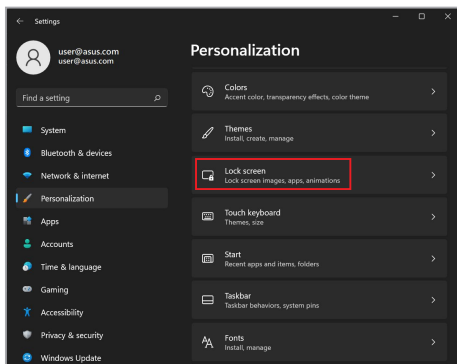 Settings
user@asus.com
user@asus.com
Find a setting
System
Bluetooth & devices
Network & internet
Personalization
Apps
Accounts
Time & language
Gaming
Accessibility
Privacy & security
Windows Update
Personalization
Colors
Accent color, transparency effects, color theme
Themes
Install, create, manage
Lock screen
Lock screen images, apps, animations
Touch keyboard
Themes, size
Start
Recent apps and items, folders
Taskbar
Taskbar behaviors, system pins
Fonts
Install, manage